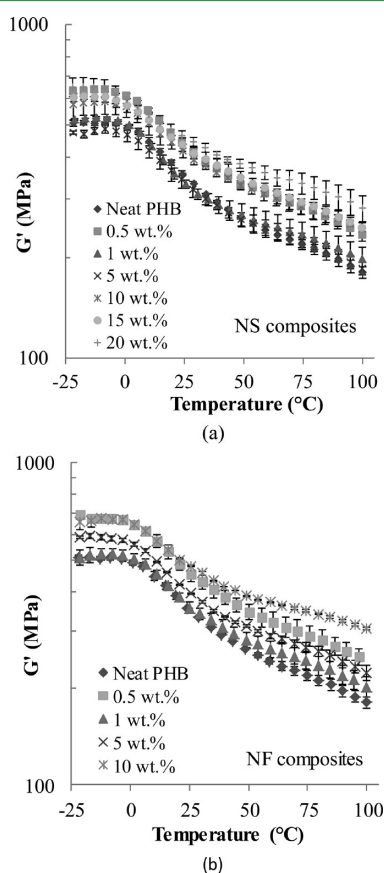 1000
G' (MPa)
Neat PHB
0.5 wt.%
1 wt.%
5 wt.%
10 wt.%
15 wt.%
20 wt.%
NS composites
100
-25 0 25 50 75 100
Temperature (°C)
(a)
1000
G' (MPa)
Neat PHB
0.5 wt.%
1 wt.%
5 wt.%
10 wt.%
NF composites
100
-25 0 25 50 75 100
Temperature (°C)
(b)